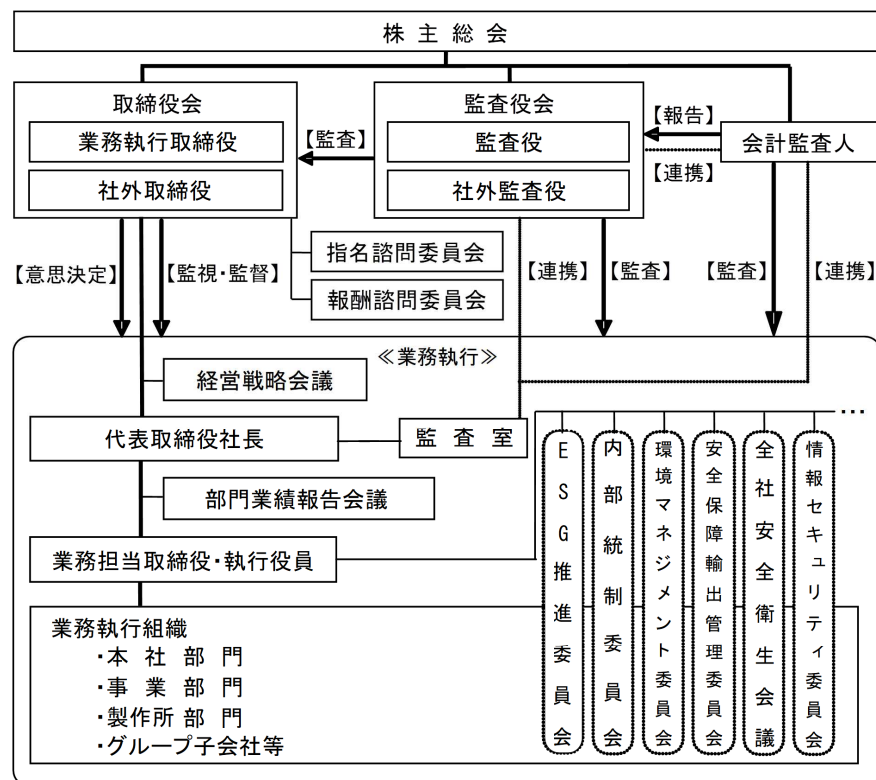 株主総会
取締役会
業務執行取締役
社外取締役
【監査】
監査役会
監査役
社外監査役
【報告】
【連携】
会計監査人
【意思決定】
【監視・監督】
指名諮問委員会
報酬諮問委員会
【連携】
【監査】
【監査】
【連携】
≪業務執行≫
経営戦略会議
代表取締役社長
監査室
部門業績報告会議
業務担当取締役・執行役員
業務執行組織
・本社部門
・事業部門
・製作所部門
・グループ子会社等
ESG推進委員会
内部統制委員会
環境マネジメント委員会
安全保障輸出管理委員会
全社安全衛生会議
情報セキュリティ委員会
…